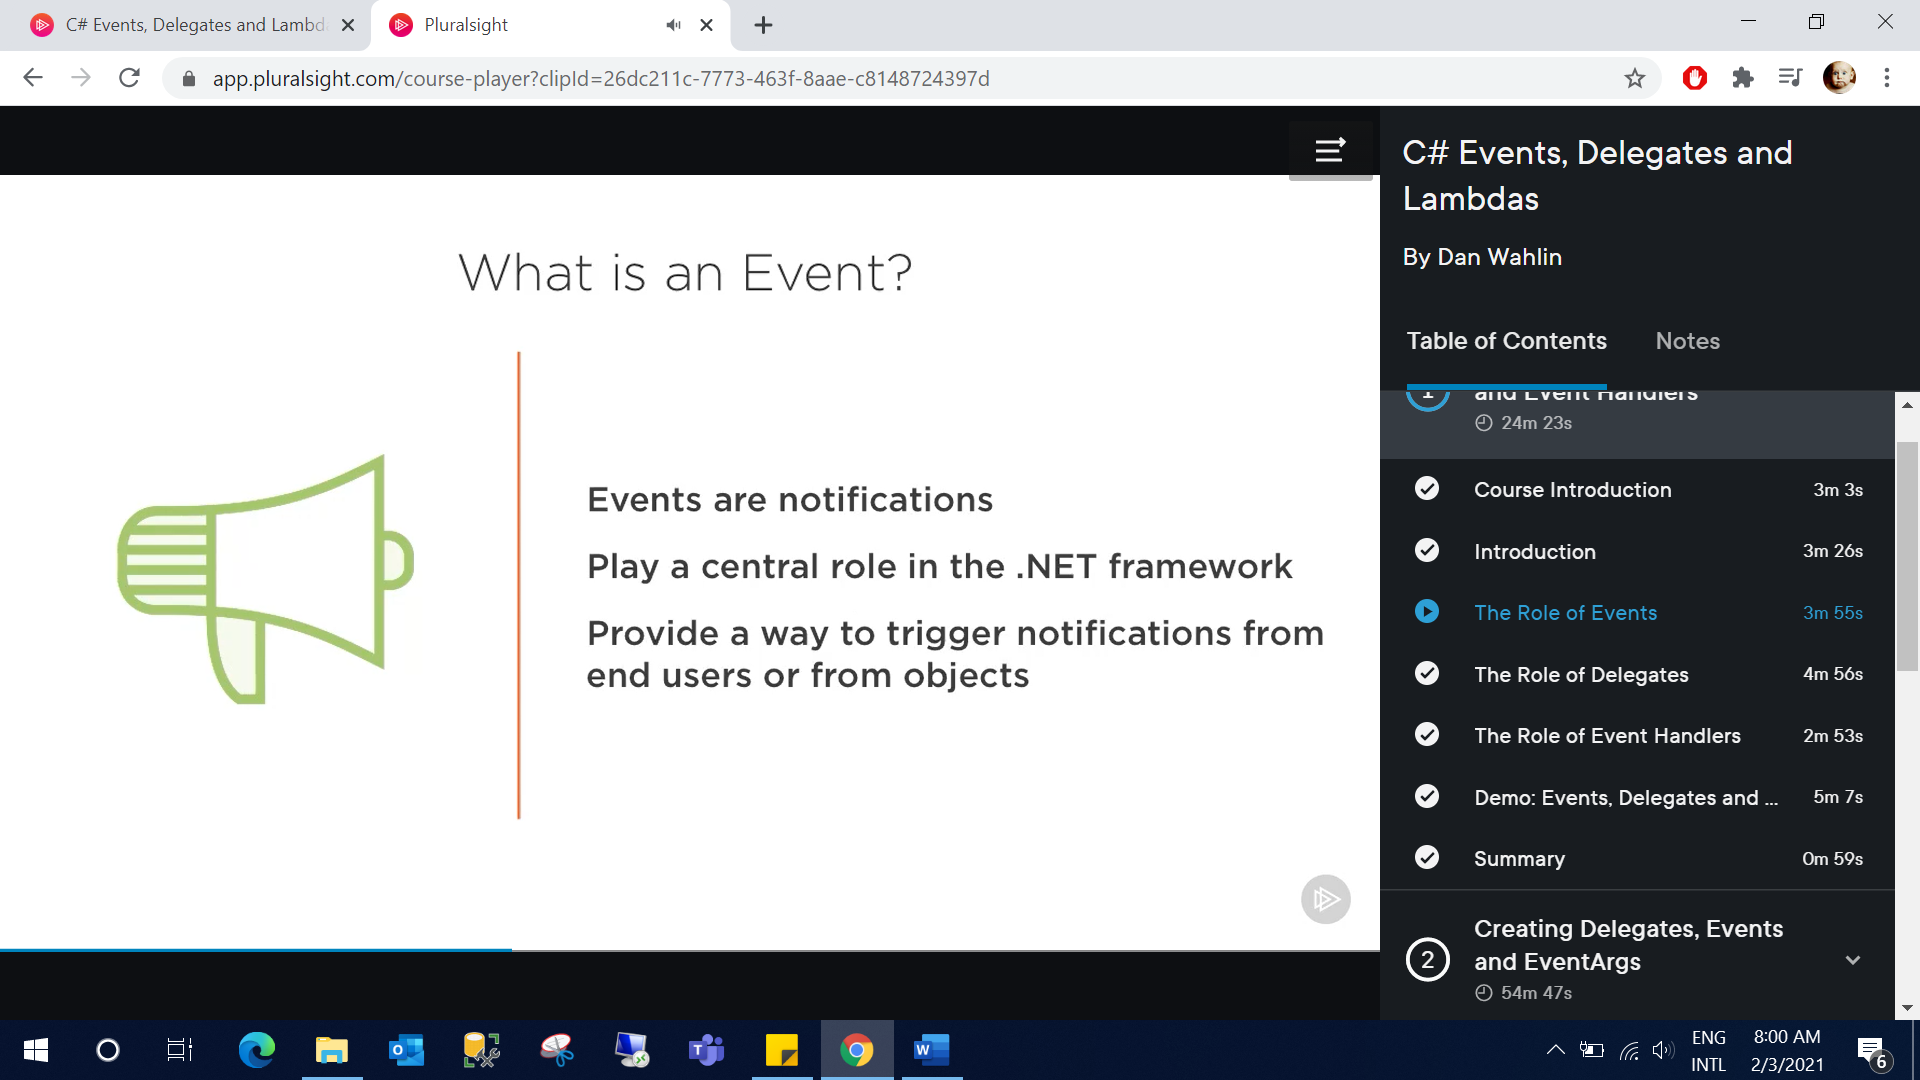 C# Events, Delegates and Lambd
Pluralsight
app.pluralsight.com/course-player?clipId=26dc211c-7773-463f-8aae-c8148724397d
What is an Event?
Events are notifications
Play a central role in the .NET framework
Provide a way to trigger notifications from
end users or from objects
C# Events, Delegates and
Lambdas
By Dan Wahlin
Table of Contents
Notes
1
and Event Handlers
24m 23s
Course Introduction 3m 3s
Introduction 3m 26s
The Role of Events 3m 55s
The Role of Delegates 4m 56s
The Role of Event Handlers 2m 53s
Demo: Events, Delegates and ... 5m 7s
Summary 0m 59s
2
Creating Delegates, Events
and EventArgs
54m 47s
ENG
INTL
8:00 AM
2/3/2021
6